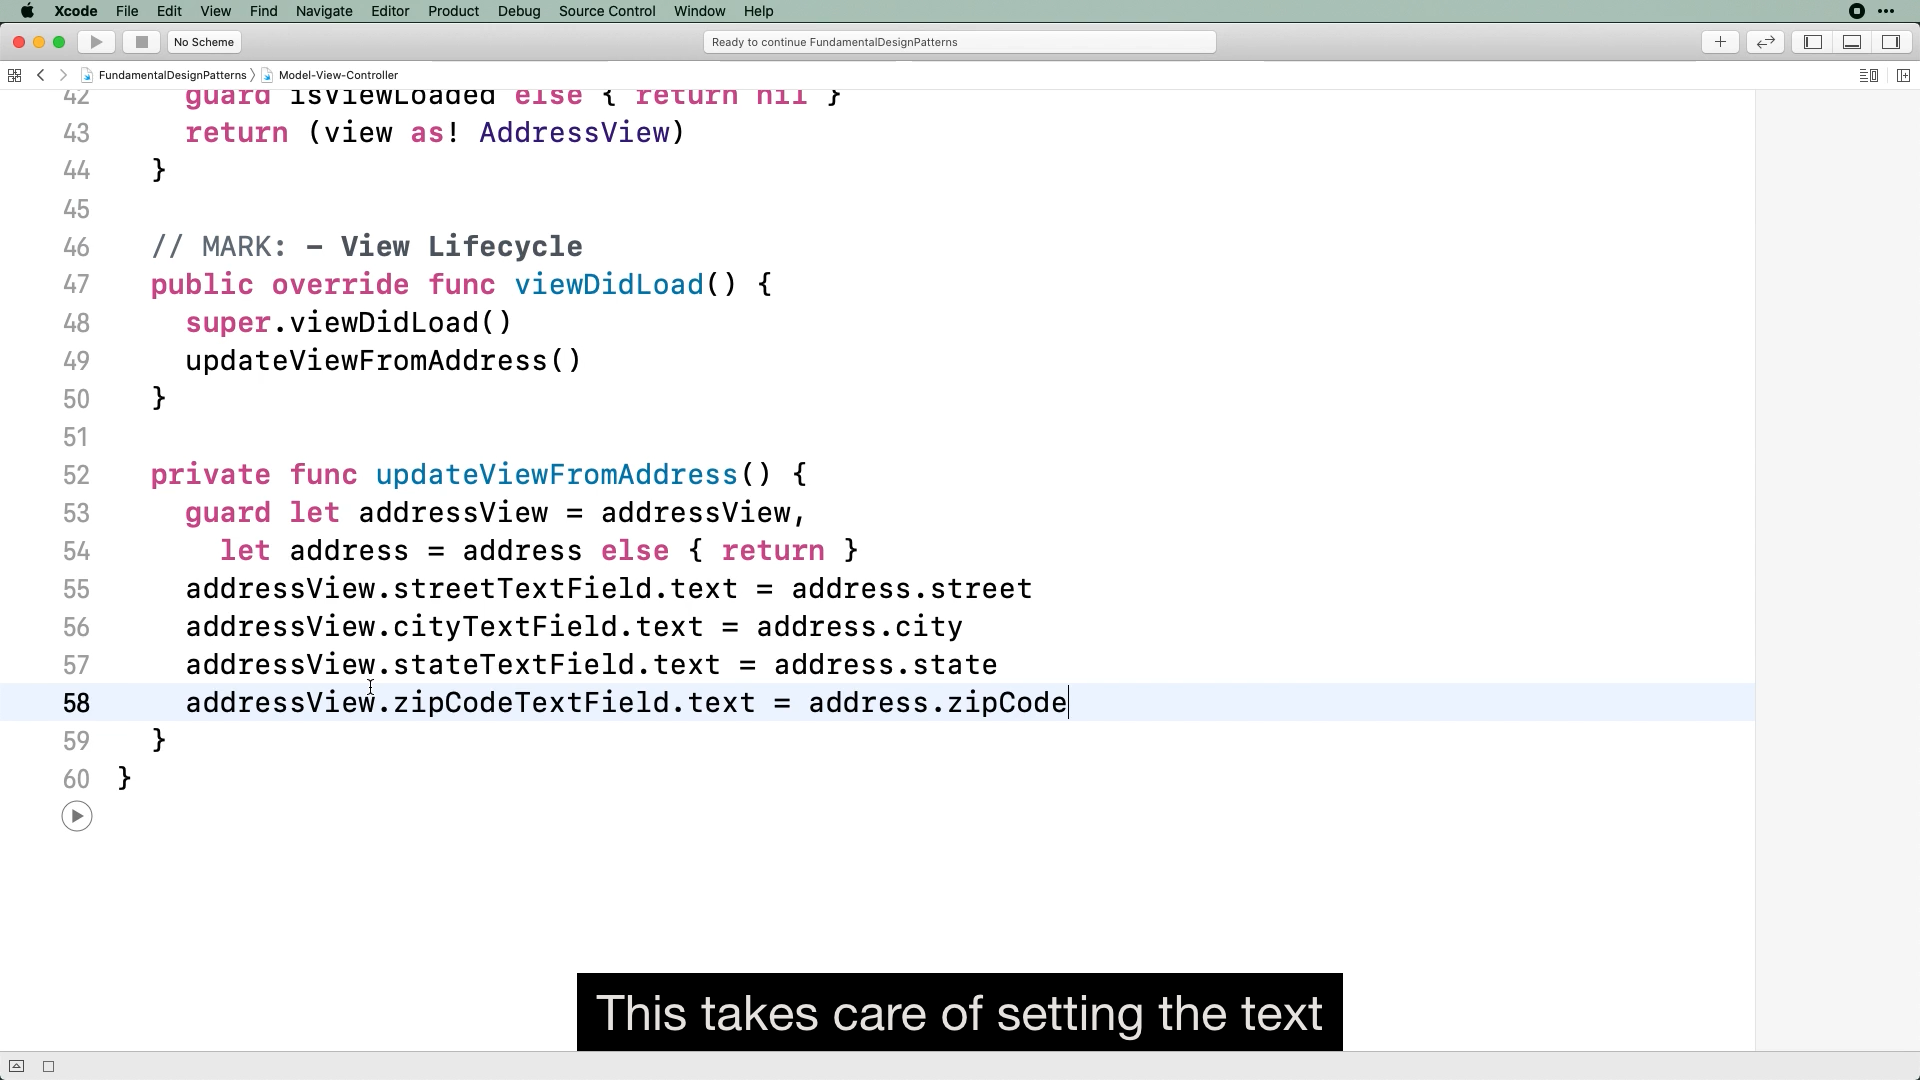 Xcode File Edit View Find Navigate Editor Product Debug Source Control Window Help
No Scheme
Ready to continue FundamentalDesignPatterns
FundamentalDesignPatterns Model-View-Controller
42 guard isViewLoaded else { return nil }
43 return (view as! AddressView)
44 }
45
46 // MARK: - View Lifecycle
47 public override func viewDidLoad() {
48 super.viewDidLoad()
49 updateViewFromAddress()
50 }
51
52 private func updateViewFromAddress() {
53 guard let addressView = addressView,
54 let address = address else { return }
55 addressView.streetTextField.text = address.street
56 addressView.cityTextField.text = address.city
57 addressView.stateTextField.text = address.state
58 addressView.zipCodeTextField.text = address.zipCode
59 }
60 }
This takes care of setting the text